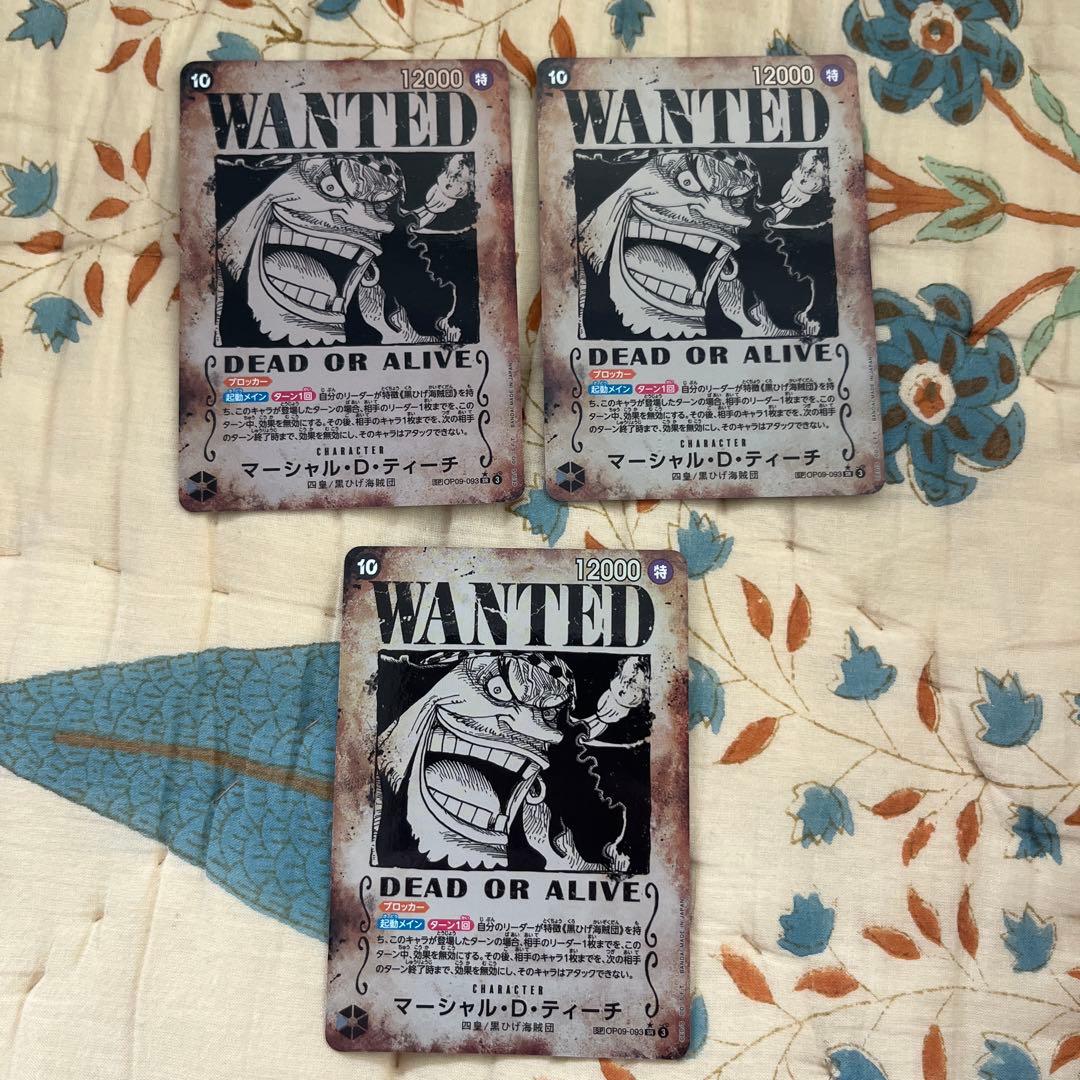 10 12000 特
WANTED
DEAD OR ALIVE
ブロッカー
起動メイン ターン1回 自分のリーダーが特徴《黒ひげ海賊団》を持
ち、このキャラが登場したターンの場合、相手のリーダー1枚までを、この
ターン中、効果を無効にする。その後、相手のキャラ1枚までを、次の相手
のターン終了時まで、効果を無効にし、そのキャラはアタックできない。
CHARACTER
マーシャル・D・ティーチ
四皇/黒ひげ海賊団
SP OP09-093 SR 3
10 12000 特
WANTED
DEAD OR ALIVE
ブロッカー
起動メイン ターン1回 自分のリーダーが特徴《黒ひげ海賊団》を持
ち、このキャラが登場したターンの場合、相手のリーダー1枚までを、この
ターン中、効果を無効にする。その後、相手のキャラ1枚までを、次の相手
のターン終了時まで、効果を無効にし、そのキャラはアタックできない。
CHARACTER
マーシャル・D・ティーチ
四皇/黒ひげ海賊団
SP OP09-093 SR 3
10 12000 特
WANTED
DEAD OR ALIVE
ブロッカー
起動メイン ターン1回 自分のリーダーが特徴《黒ひげ海賊団》を持
ち、このキャラが登場したターンの場合、相手のリーダー1枚までを、この
ターン中、効果を無効にする。その後、相手のキャラ1枚までを、次の相手
のターン終了時まで、効果を無効にし、そのキャラはアタックできない。
CHARACTER
マーシャル・D・ティーチ
四皇/黒ひげ海賊団
SP OP09-093 SR 3
BANDAI MADE IN JAPAN